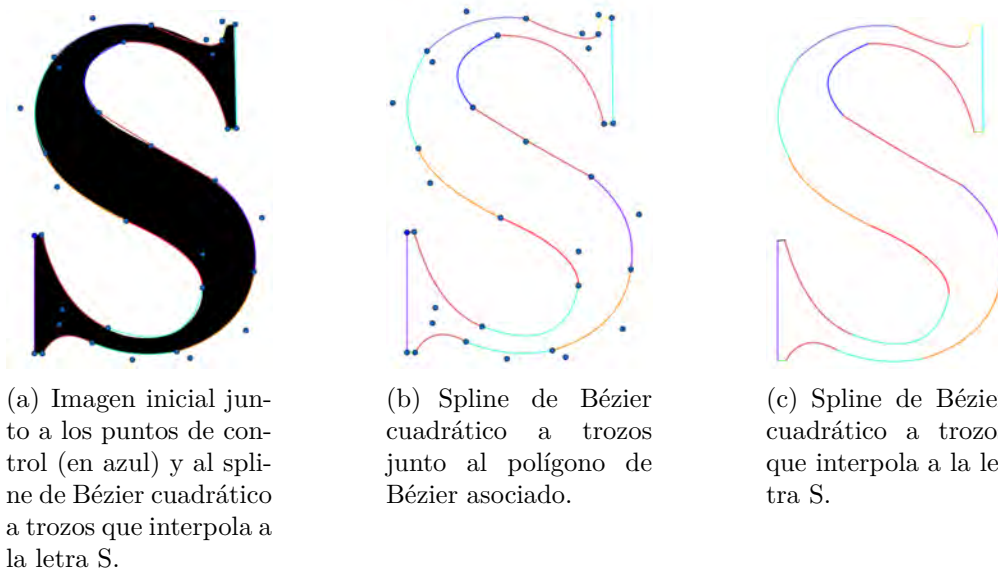 (a) Imagen inicial jun-
to a los puntos de con-
trol (en azul) y al spli-
ne de Bézier cuadrático
a trozos que interpola a
la letra S.
(b) Spline de Bézier
cuadrático a trozos
junto al polígono de
Bézier asociado.
(c) Spline de Bézie
cuadrático a trozo
que interpola a la le
tra S.